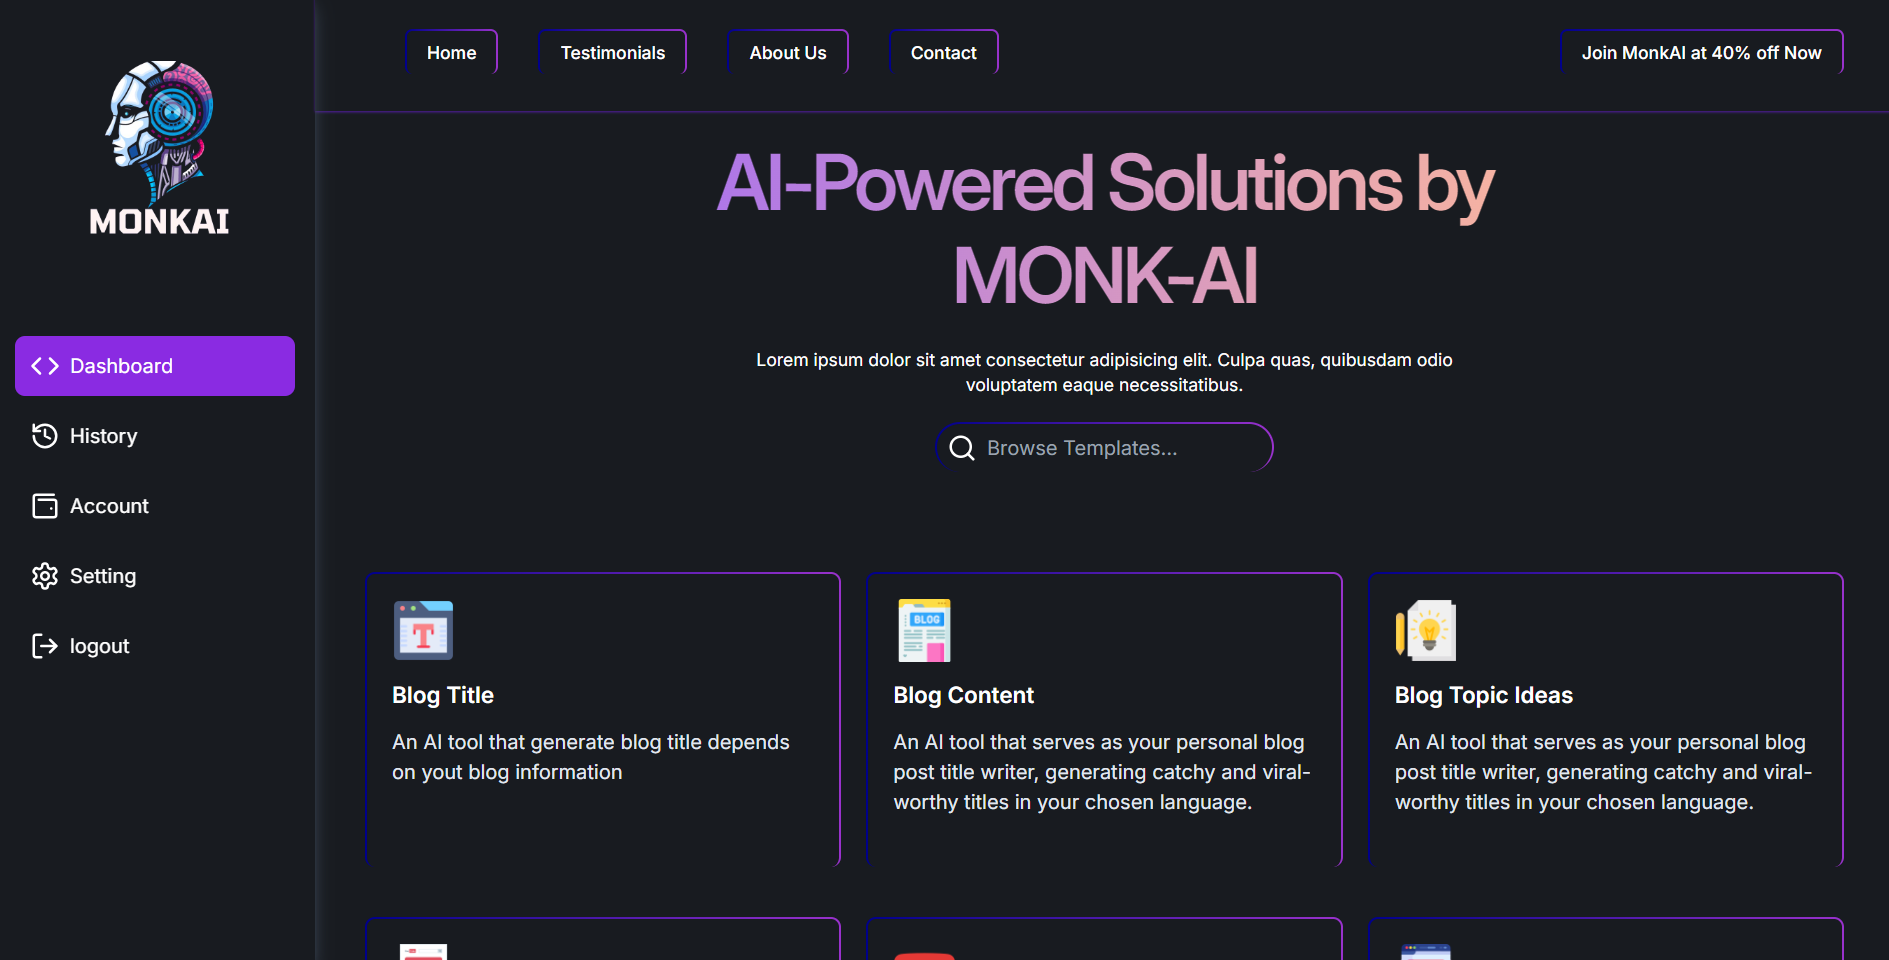 MONKAI
Dashboard
History
Account
Setting
logout
Home
Testimonials
About Us
Contact
Join MonkAI at 40% off Now
AI-Powered Solutions by
MONK-AI
Lorem ipsum dolor sit amet consectetur adipisicing elit. Culpa quas, quibusdam odio
voluptatem eaque necessitatibus.
Browse Templates...
T
Blog Title
An AI tool that generate blog title depends
on yout blog information
BLOG
Blog Content
An AI tool that serves as your personal blog
post title writer, generating catchy and viral-
worthy titles in your chosen language.
Blog Topic Ideas
An AI tool that serves as your personal blog
post title writer, generating catchy and viral-
worthy titles in your chosen language.